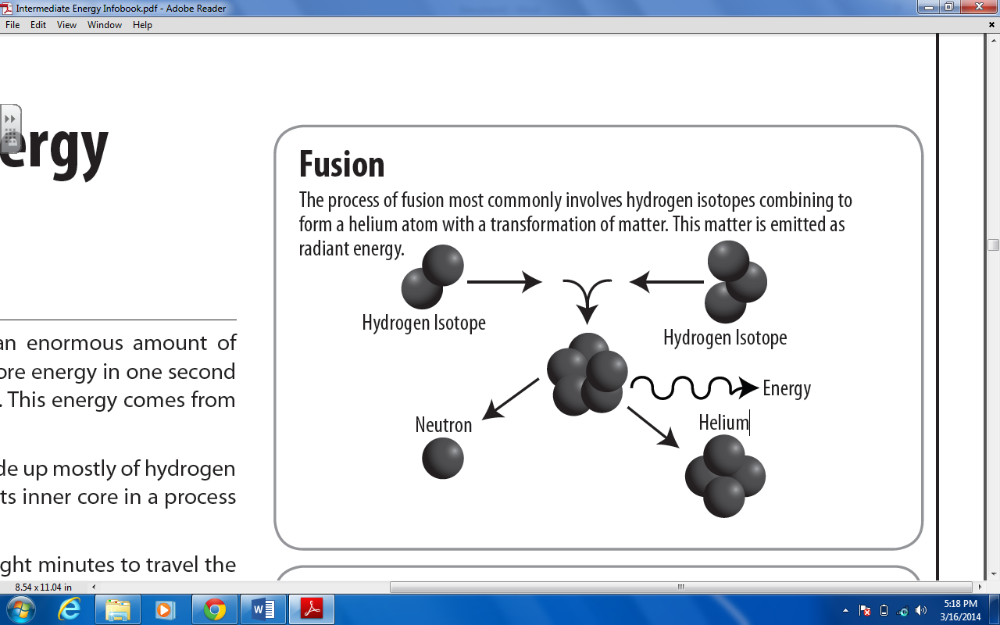 Intermediate Energy Infobook.pdf - Adobe Reader
File Edit View Window Help
ergy
an enormous amount of
ore energy in one second
. This energy comes from
de up mostly of hydrogen
ts inner core in a process
ght minutes to travel the
Fusion
The process of fusion most commonly involves hydrogen isotopes combining to
form a helium atom with a transformation of matter. This matter is emitted as
radiant energy.
Hydrogen Isotope
Hydrogen Isotope
Energy
Neutron
Helium
8.54 x 11.04 in
5:18 PM
3/16/2014